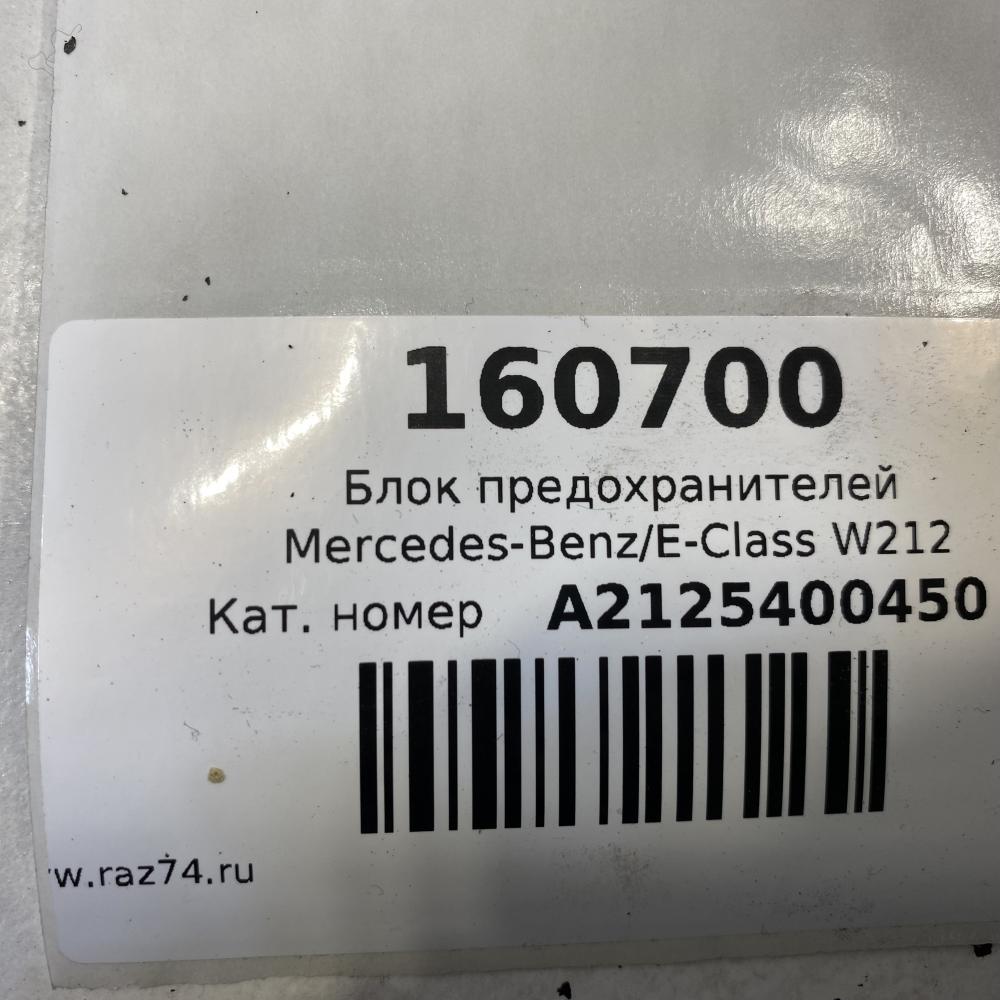 160700
Блок предохранителей
Mercedes-Benz/E-Class W212
Кат. номер A2125400450
w.raz74.ru